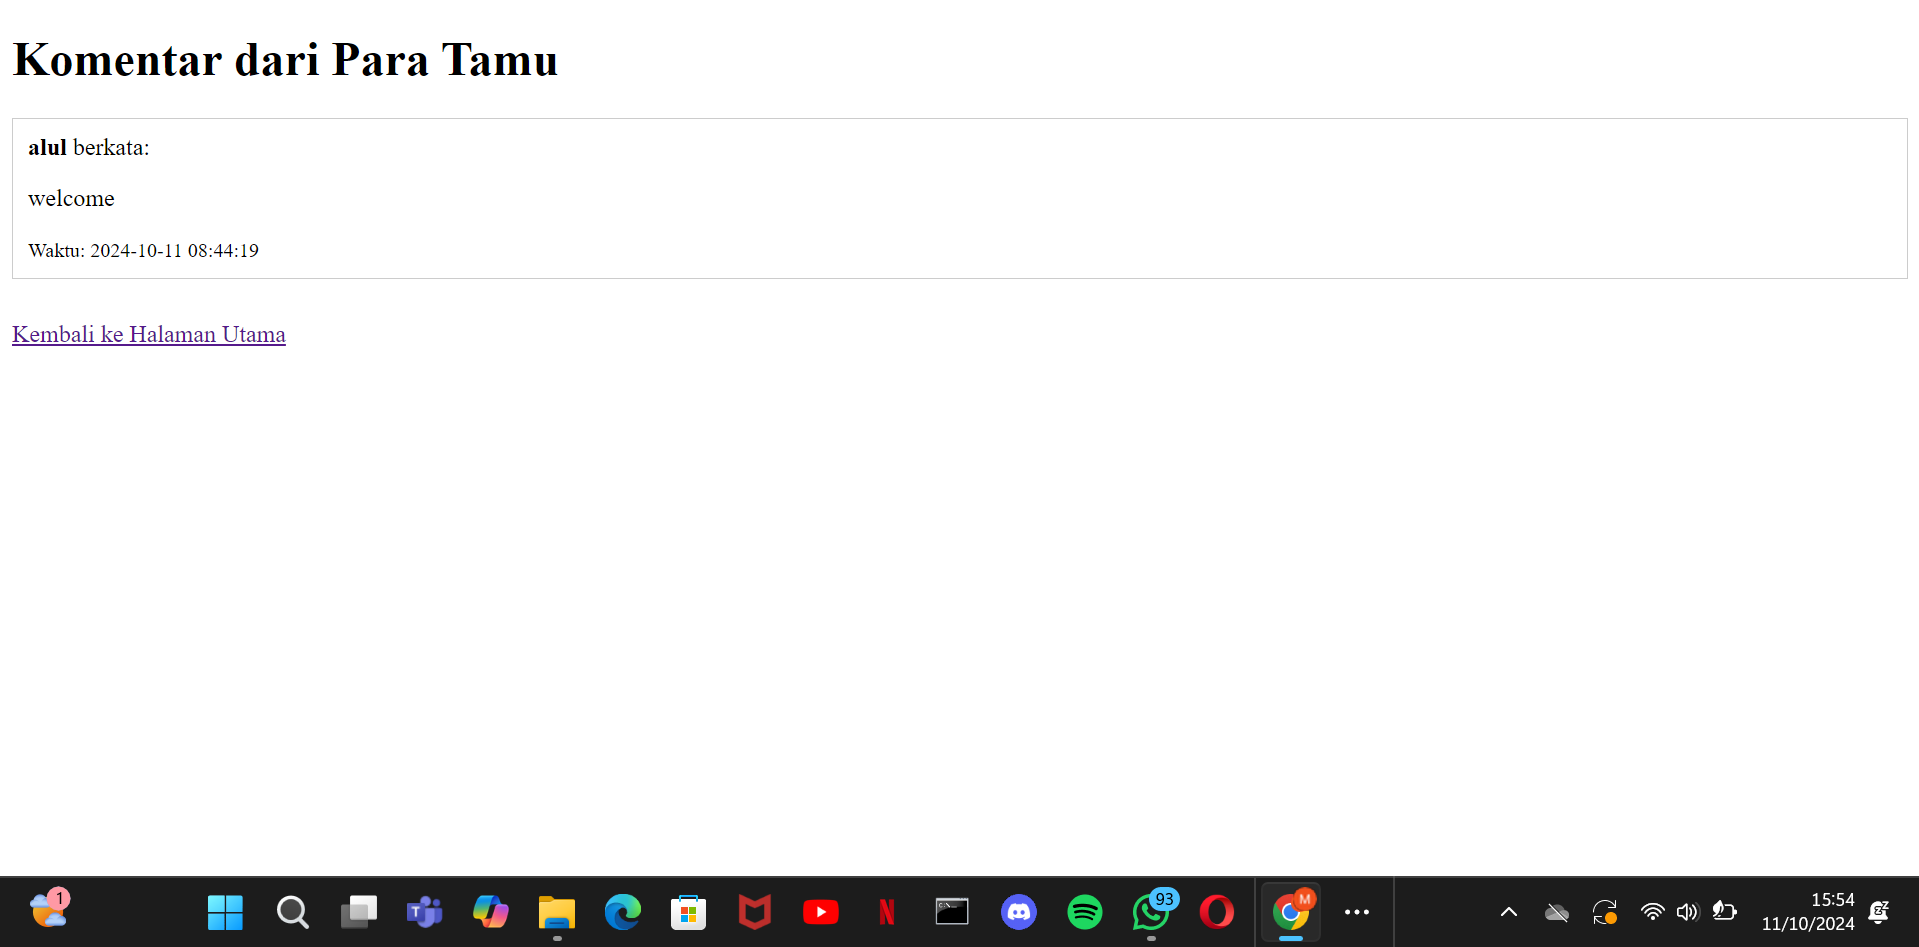 Komentar dari Para Tamu
alul berkata:
welcome
Waktu: 2024-10-11 08:44:19
Kembali ke Halaman Utama
1
93
M
15:54
11/10/2024